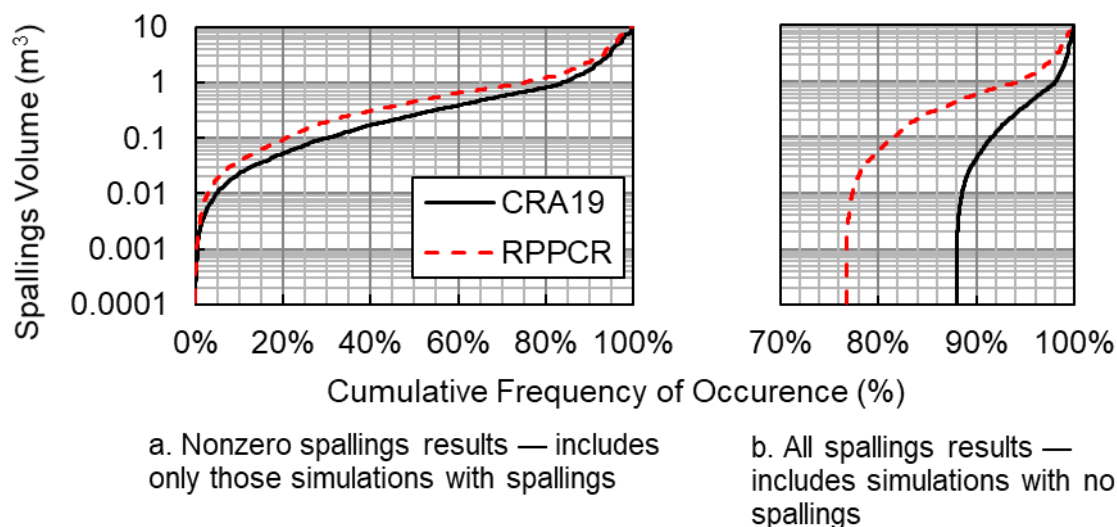 Spallings Volume (m³)
10
1
0.1
0.01
0.001
0.0001
CRA19
RPPCR
0% 20% 40% 60% 80% 100%
70% 80% 90% 100%
Cumulative Frequency of Occurence (%)
a. Nonzero spallings results — includes
only those simulations with spallings
b. All spallings results —
includes simulations with no
spallings